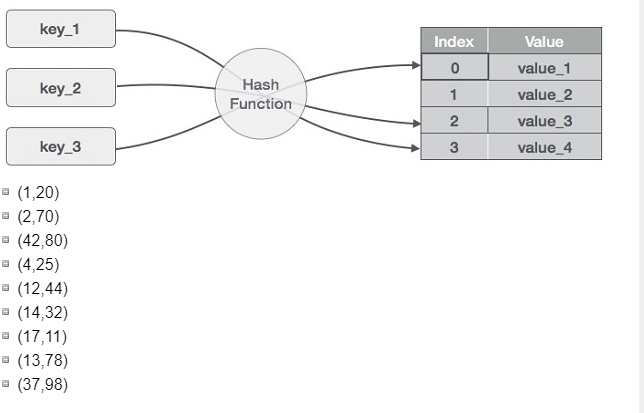 key_1
key_2
key_3
Hash
Function
Index Value
0 value_1
1 value_2
2 value_3
3 value_4
(1,20)
(2,70)
(42,80)
(4,25)
(12,44)
(14,32)
(17,11)
(13,78)
(37,98)